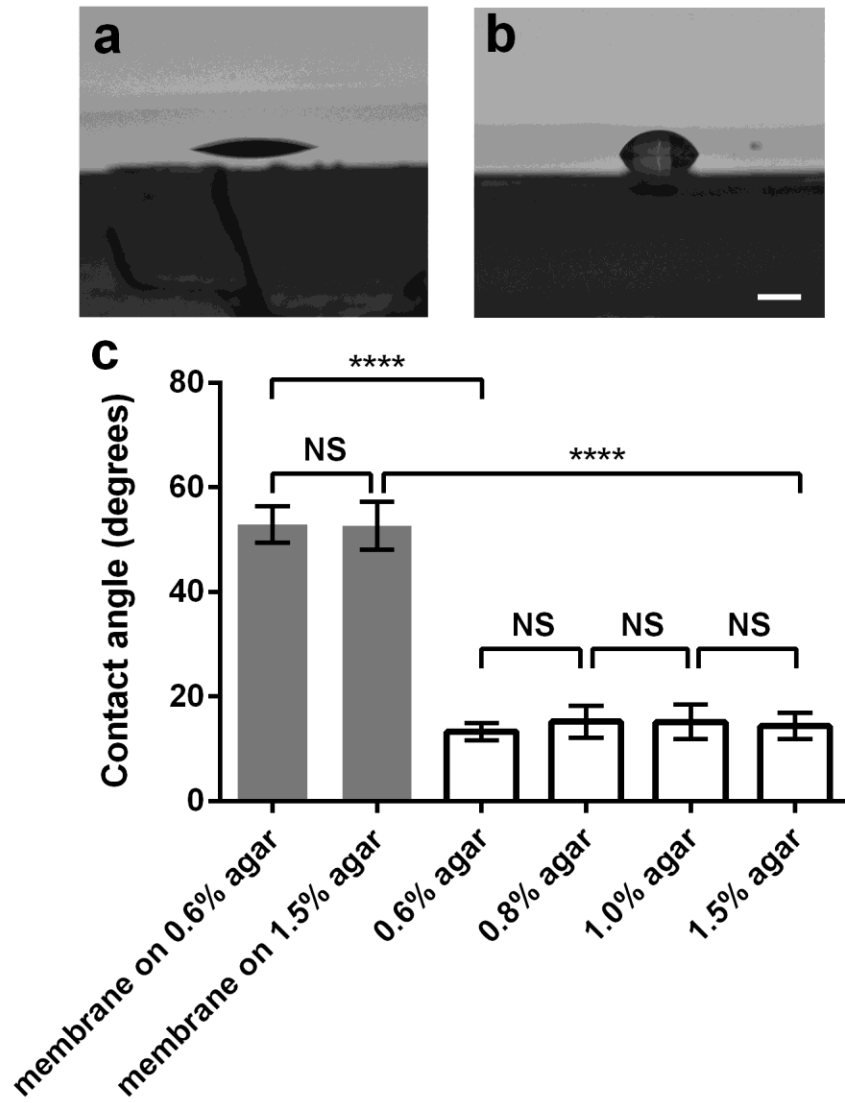 a
b
c
****
NS
****
NS
NS
NS
Contact angle (degrees)
80
60
40
20
0
membrane on 0.6% agar
membrane on 1.5% agar
0.6% agar
0.8% agar
1.0% agar
1.5% agar